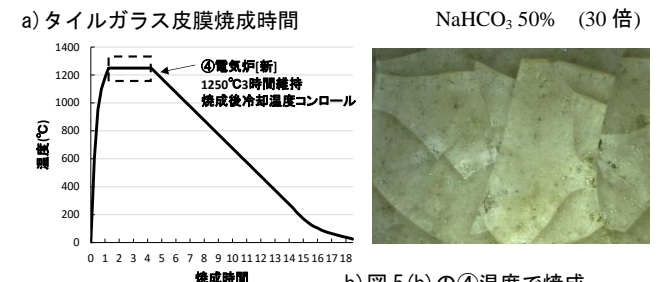 a)タイルガラス皮膜焼成時間
NaHCO₃ 50% (30 倍)
1400
1200
1000
800
600
400
200
0
温度(℃)
④電気炉[新]
1250℃3時間維持
焼成後冷却温度コンロール
0 1 2 3 4 5 6 7 8 9 10 11 12 13 14 15 16 17 18
焼成時間
b)図 5(b)の④温度で焼成